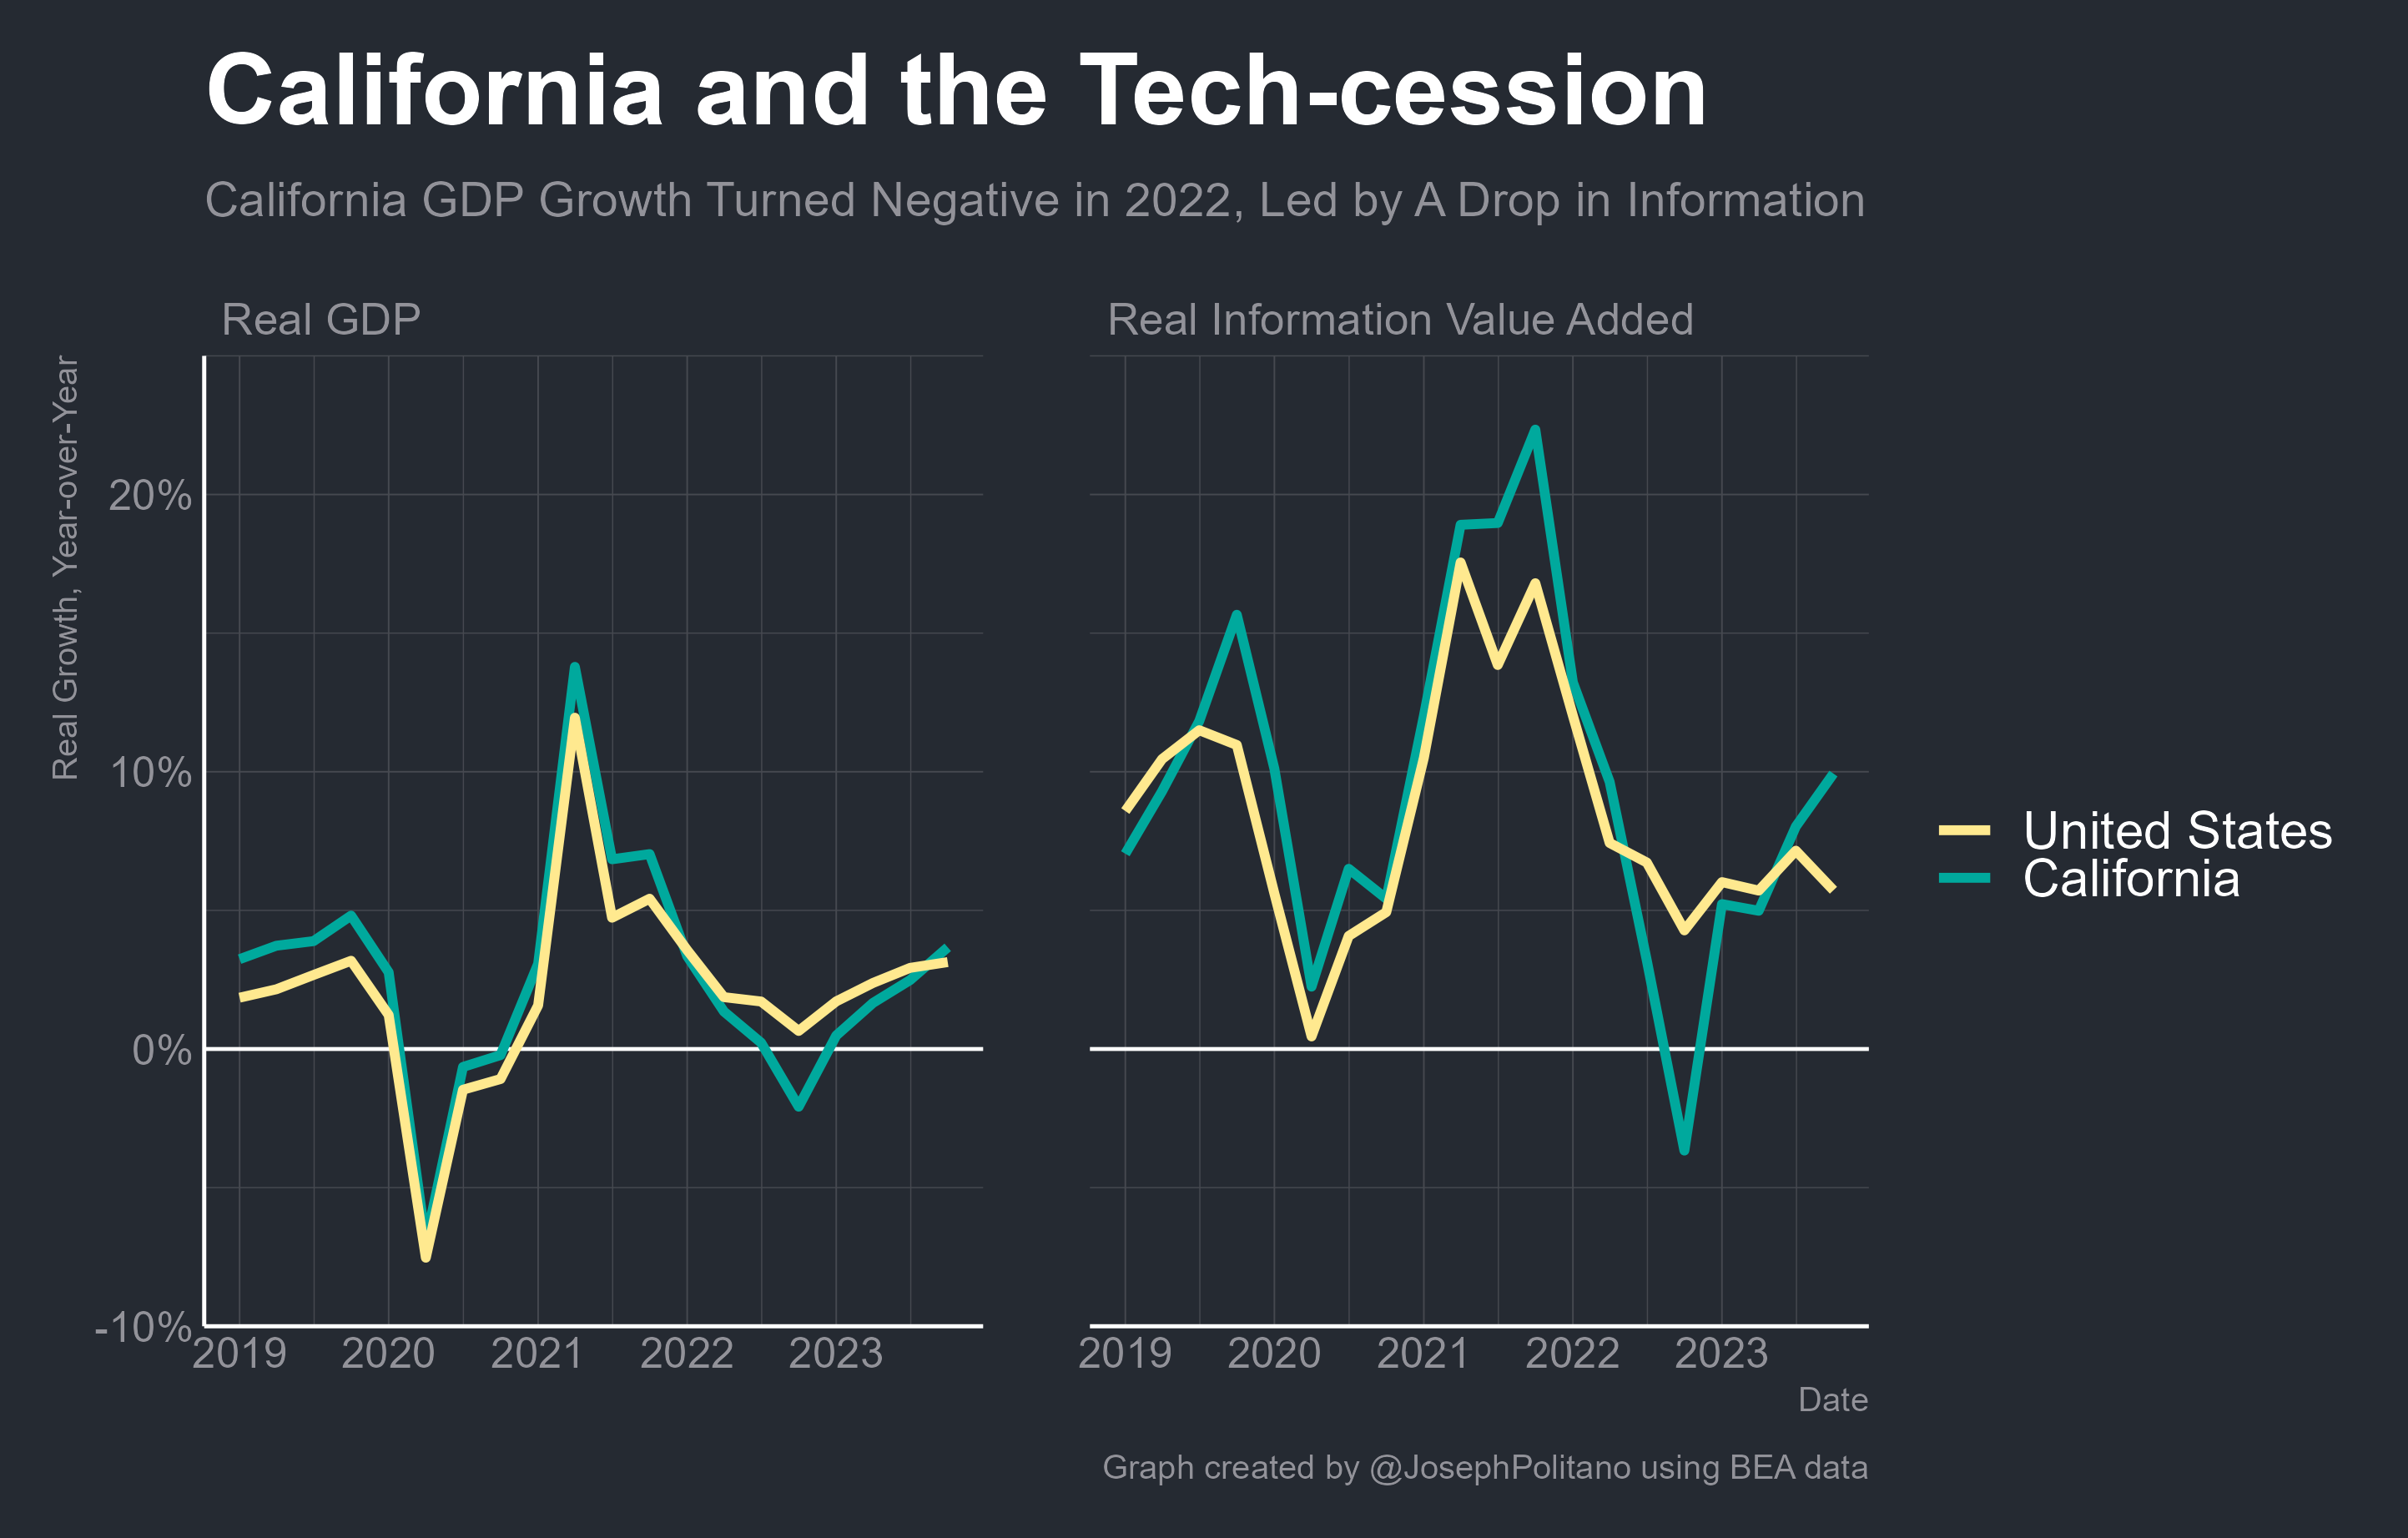 California and the Tech-cession
California GDP Growth Turned Negative in 2022, Led by A Drop in Information
Real GDP
Real Information Value Added
Real Growth, Year-over-Year
20%
10%
0%
-10%
2019 2020 2021 2022 2023
2019 2020 2021 2022 2023
Date
United States
California
Graph created by @JosephPolitano using BEA data